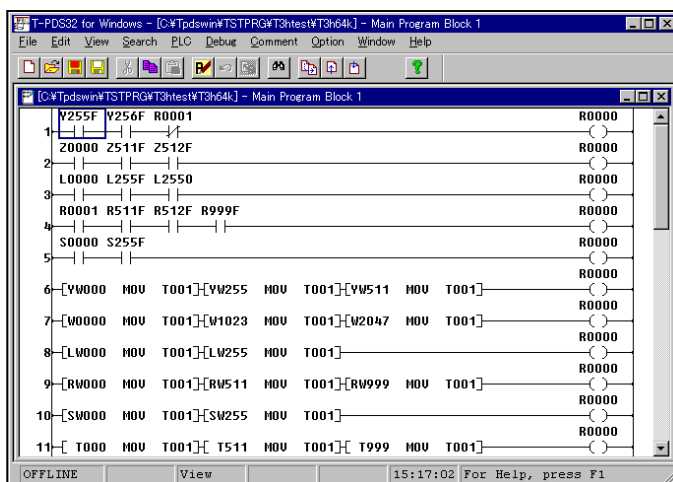 T-PDS32 for Windows - [C:¥Tpdswin¥TSTPRG¥T3htest¥T3h64k] - Main Program Block 1
File Edit View Search PLC Debug Comment Option Window Help
[C:¥Tpdswin¥TSTPRG¥T3htest¥T3h64k] - Main Program Block 1
Y255F Y256F R0001 R0000
1
Z0000 Z511F Z512F R0000
2
L0000 L255F L2550 R0000
3
R0001 R511F R512F R999F R0000
4
S0000 S255F R0000
5
R0000
6 [YW000 MOV T001] [YW255 MOV T001] [YW511 MOV T001]
R0000
7 [W0000 MOV T001] [W1023 MOV T001] [W2047 MOV T001]
R0000
8 [LW000 MOV T001] [LW255 MOV T001]
R0000
9 [RW000 MOV T001] [RW511 MOV T001] [RW999 MOV T001]
R0000
10 [SW000 MOV T001] [SW255 MOV T001]
R0000
11 [ T000 MOV T001] [ T511 MOV T001] [ T999 MOV T001]
OFFLINE View 15:17:02 For Help, press F1